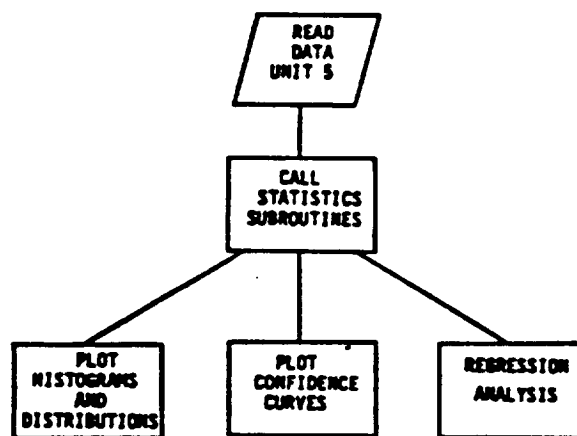 READ
DATA
UNIT 5
CALL
STATISTICS
SUBROUTINES
PLOT
HISTOGRAMS
AND
DISTRIBUTIONS
PLOT
CONFIDENCE
CURVES
REGRESSION
ANALYSIS